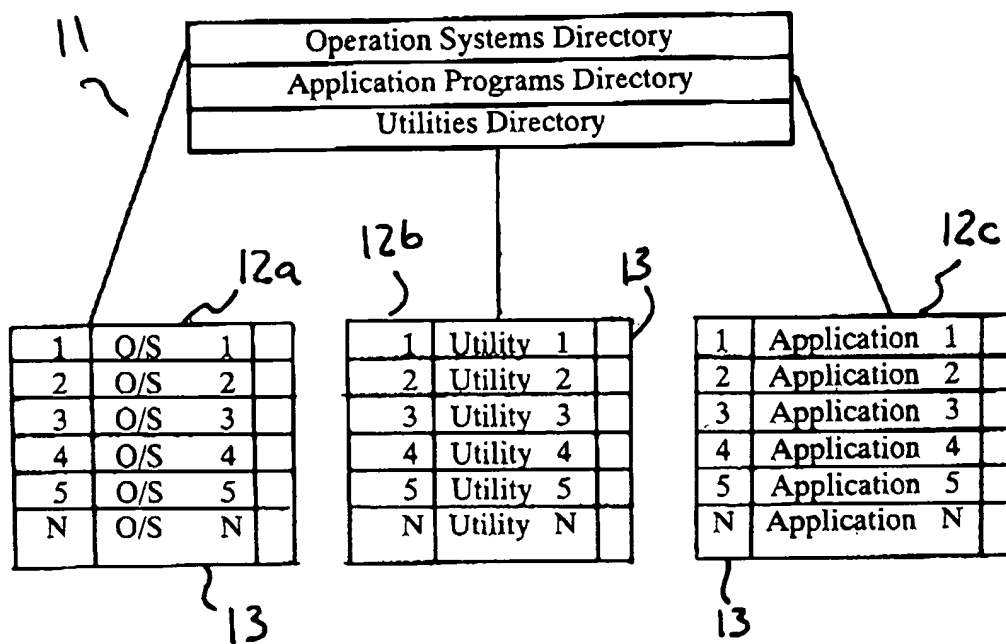 11
Operation Systems Directory
Application Programs Directory
Utilities Directory
12a
12b
13
12c
1 O/S 1
2 O/S 2
3 O/S 3
4 O/S 4
5 O/S 5
N O/S N
13
1 Utility 1
2 Utility 2
3 Utility 3
4 Utility 4
5 Utility 5
N Utility N
1 Application 1
2 Application 2
3 Application 3
4 Application 4
5 Application 5
N Application N
13